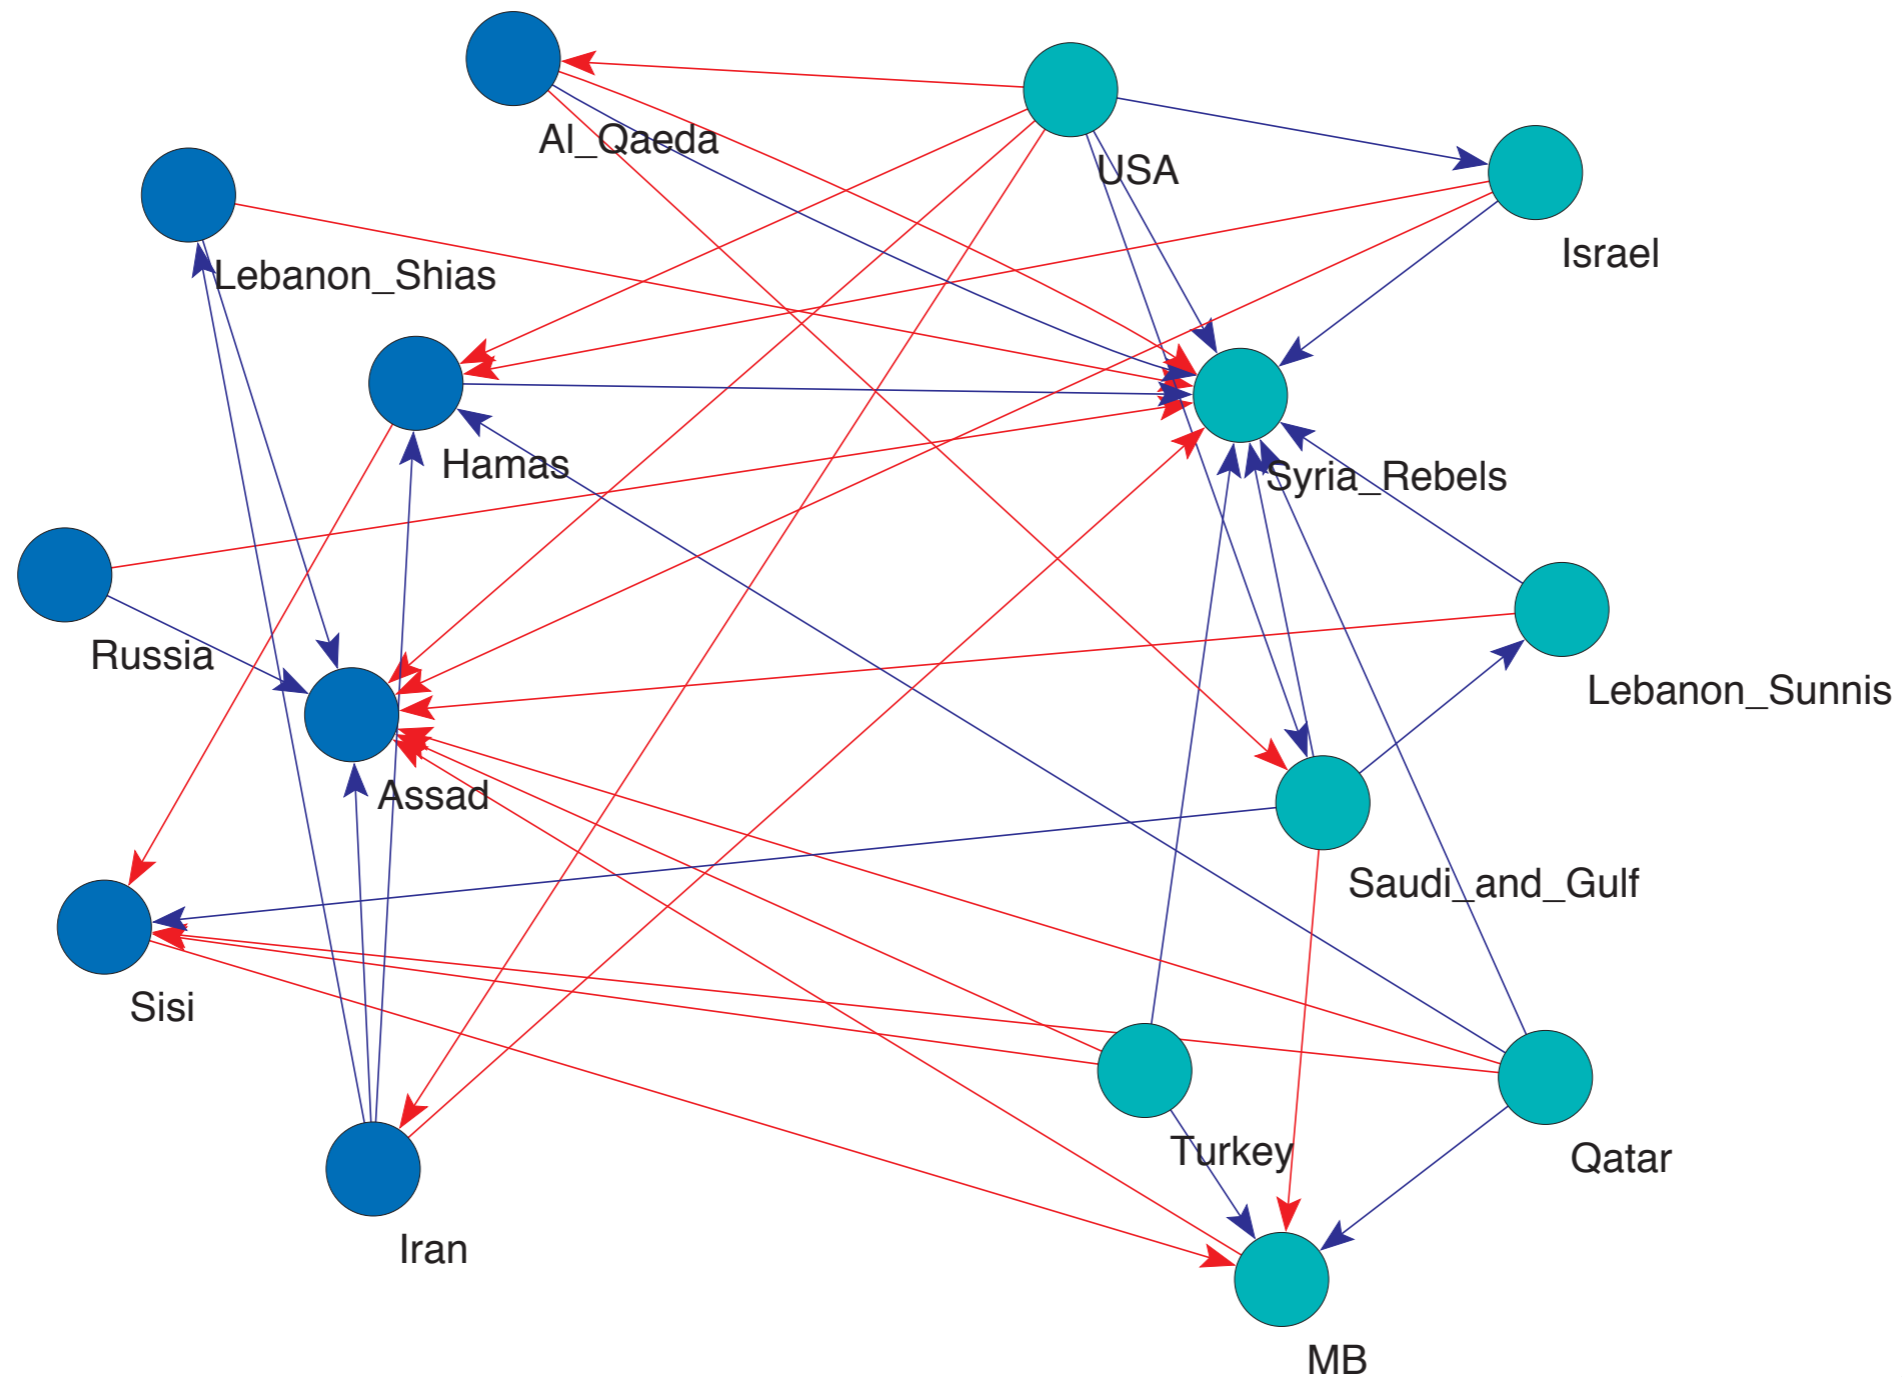 Al_Qaeda
USA
Israel
Lebanon_Shias
Hamas
Syria_Rebels
Russia
Lebanon_Sunnis
Assad
Saudi_and_Gulf
Sisi
Turkey
Qatar
Iran
MB